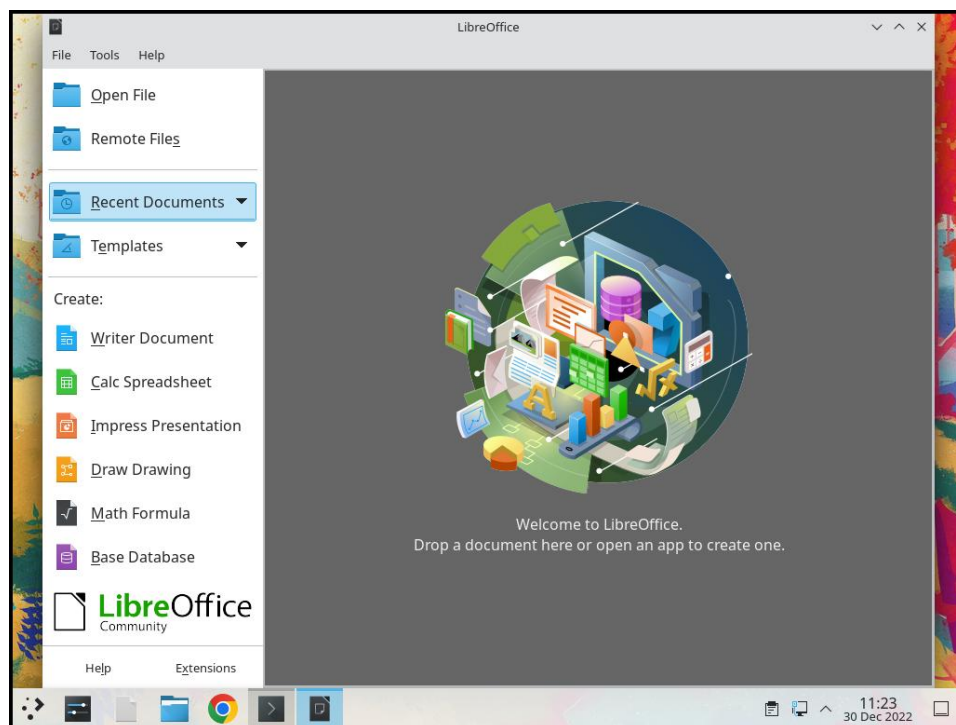 LibreOffice
File Tools Help
Open File
Remote Files
Recent Documents
Templates
Create:
Writer Document
Calc Spreadsheet
Impress Presentation
Draw Drawing
Math Formula
Base Database
LibreOffice
Community
Help Extensions
Welcome to LibreOffice.
Drop a document here or open an app to create one.
11:23
30 Dec 2022